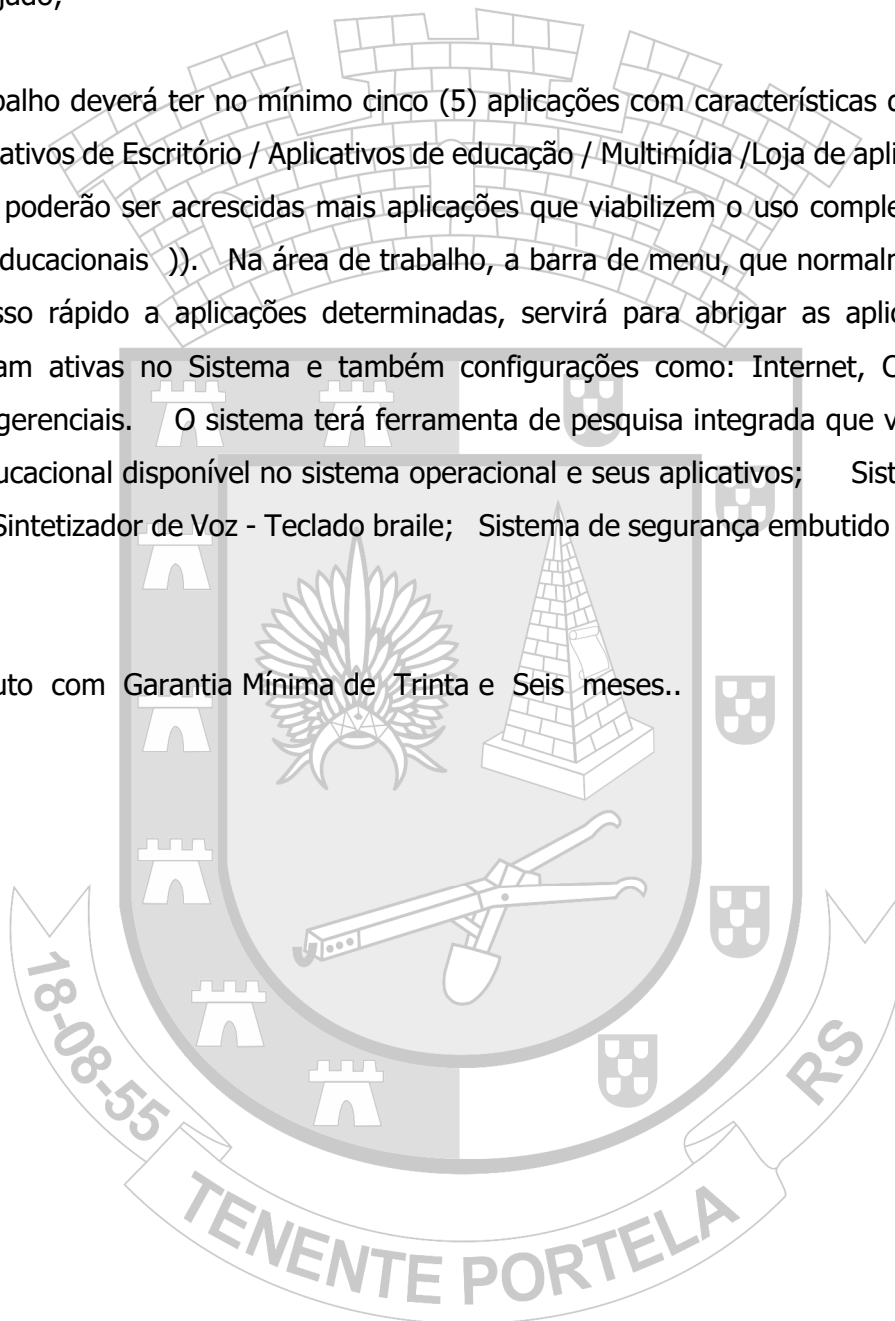 jado;
balho deverá ter no mínimo cinco (5) aplicações com características d
ativos de Escritório / Aplicativos de educação / Multimídia /Loja de apli
poderão ser acrescidas mais aplicações que viabilizem o uso comple
ducacionais )). Na área de trabalho, a barra de menu, que normalm
sso rápido a aplicações determinadas, servirá para abrigar as aplic
am ativas no Sistema e também configurações como: Internet, C
gerenciais. O sistema terá ferramenta de pesquisa integrada que v
ucacional disponível no sistema operacional e seus aplicativos; Sist
Sintetizador de Voz - Teclado braile; Sistema de segurança embutido
uto com Garantia Mínima de Trinta e Seis meses..
18-08-55
TENENTE PORTELA
RS